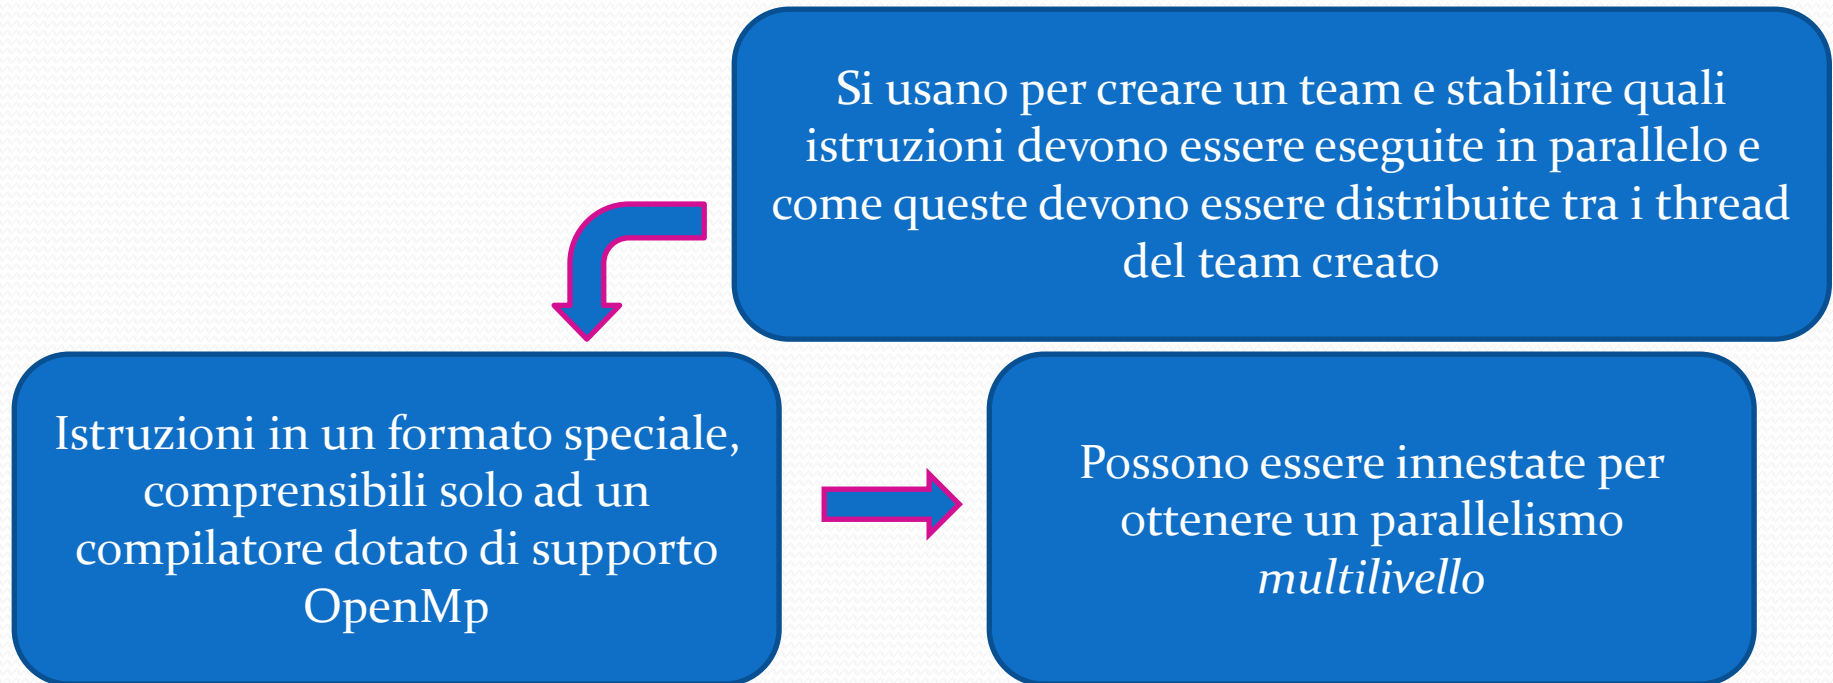 Si usano per creare un team e stabilire quali
istruzioni devono essere eseguite in parallelo e
come queste devono essere distribuite tra i thread
del team creato
Istruzioni in un formato speciale,
comprensibili solo ad un
compilatore dotato di supporto
OpenMp
Possono essere innestate per
ottenere un parallelismo
multilivello